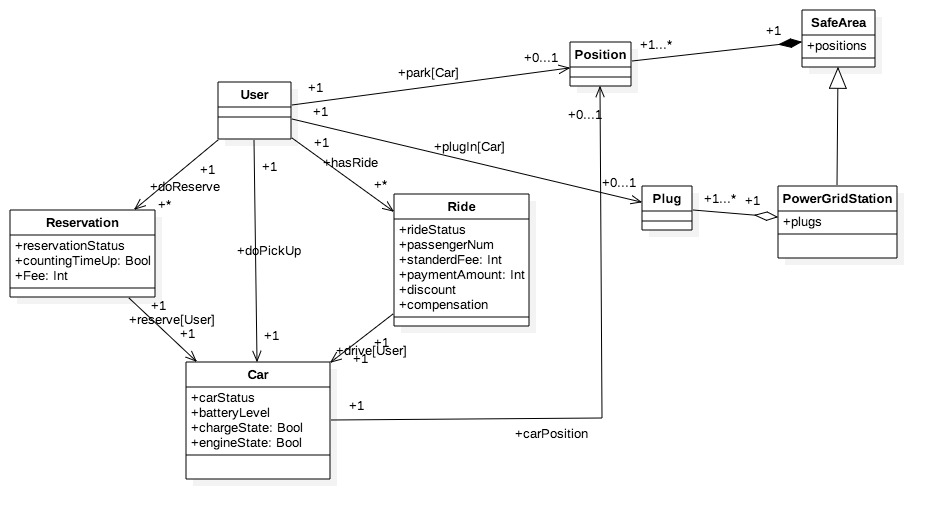 SafeArea
+positions
+1
+1...*
Position
+0...1
+park[Car]
+1
User
+1
+0...1
+plugIn[Car]
+1
+hasRide
+1
+1
+doReserve
+*
+*
+0...1
Plug
+1...*
+1
PowerGridStation
+plugs
Reservation
+reservationStatus
+countingTimeUp: Bool
+Fee: Int
Ride
+rideStatus
+passengerNum
+standerdFee: Int
+paymentAmount: Int
+discount
+compensation
+doPickUp
+1
+reserve[User]
+1
+1
+1
+drive[User]
+1
Car
+carStatus
+batteryLevel
+chargeState: Bool
+engineState: Bool
+1
+carPosition